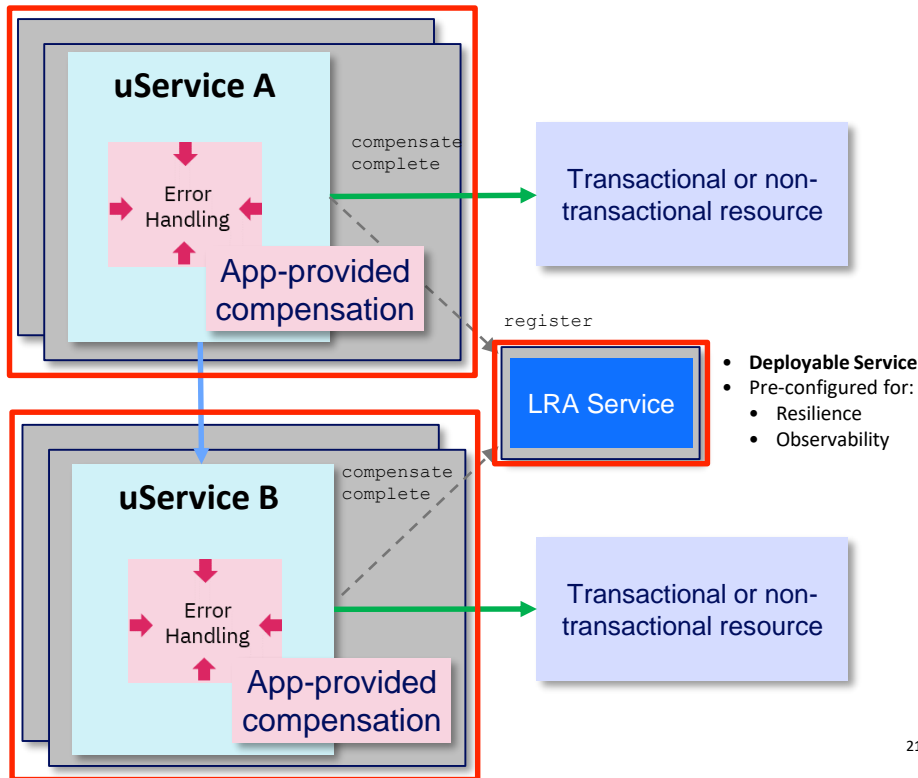 uService A
compensate
complete
Error
Handling
App-provided
compensation
Transactional or non-
transactional resource
register
LRA Service
• Deployable Service
• Pre-configured for:
• Resilience
• Observability
uService B
compensate
complete
Error
Handling
App-provided
compensation
Transactional or non-
transactional resource
21